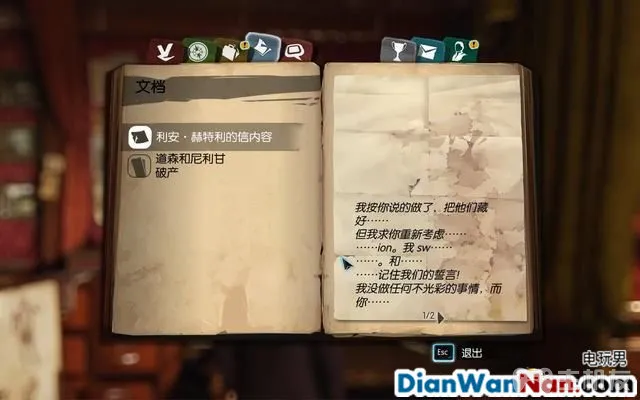 文档
利安·赫特利的信内容
道森和尼利甘
破产
我按你说的做了，把他们藏
好……
但我求你重新考虑……
……ion。我 sw……
……。和……
……记住我们的誓言!
我没做任何不光彩的事情，而
你……
1/2
Esc 退出
电玩男
DianWanNan.com